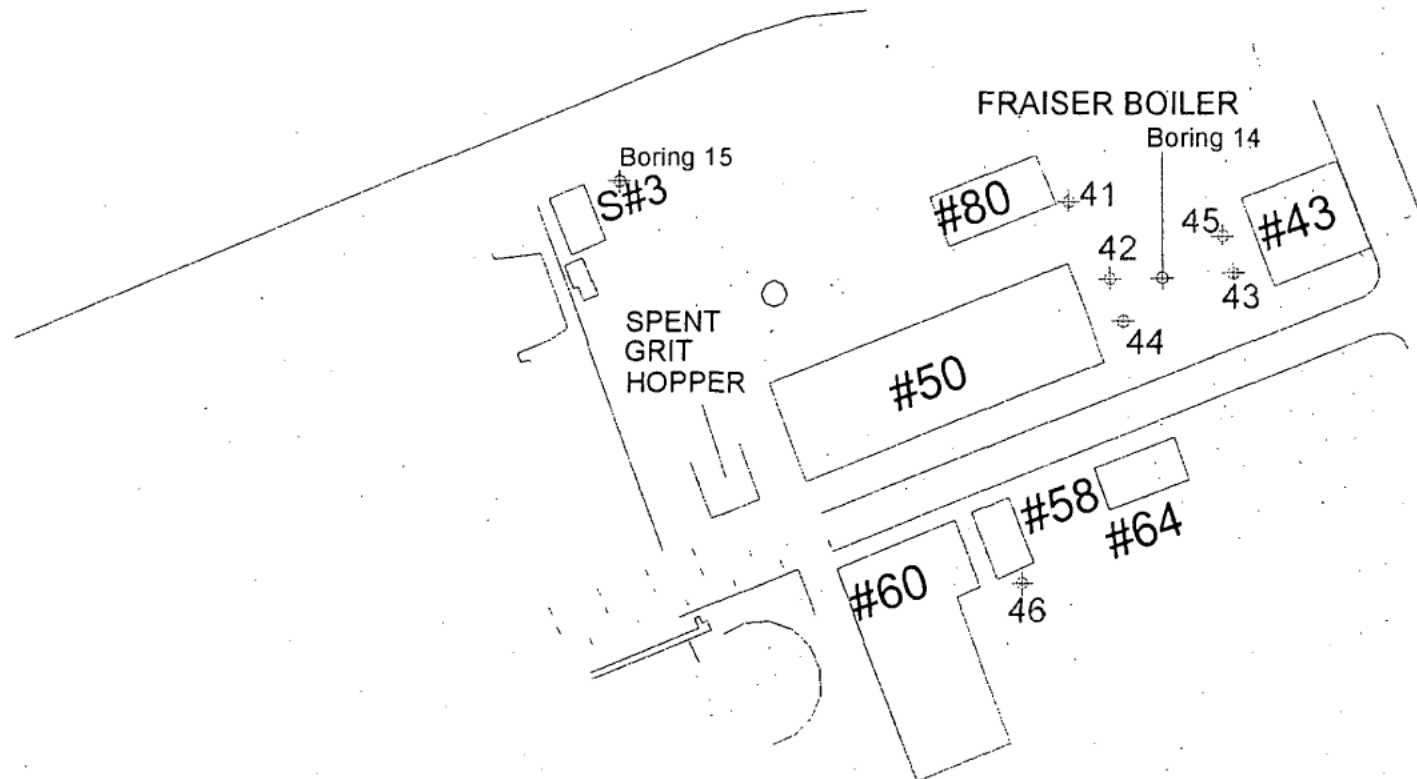 FRAISER BOILER
Boring 14
Boring 15
S#3
#80
41
45
#43
42
43
44
SPENT
GRIT
HOPPER
#50
#58
#64
#60
46